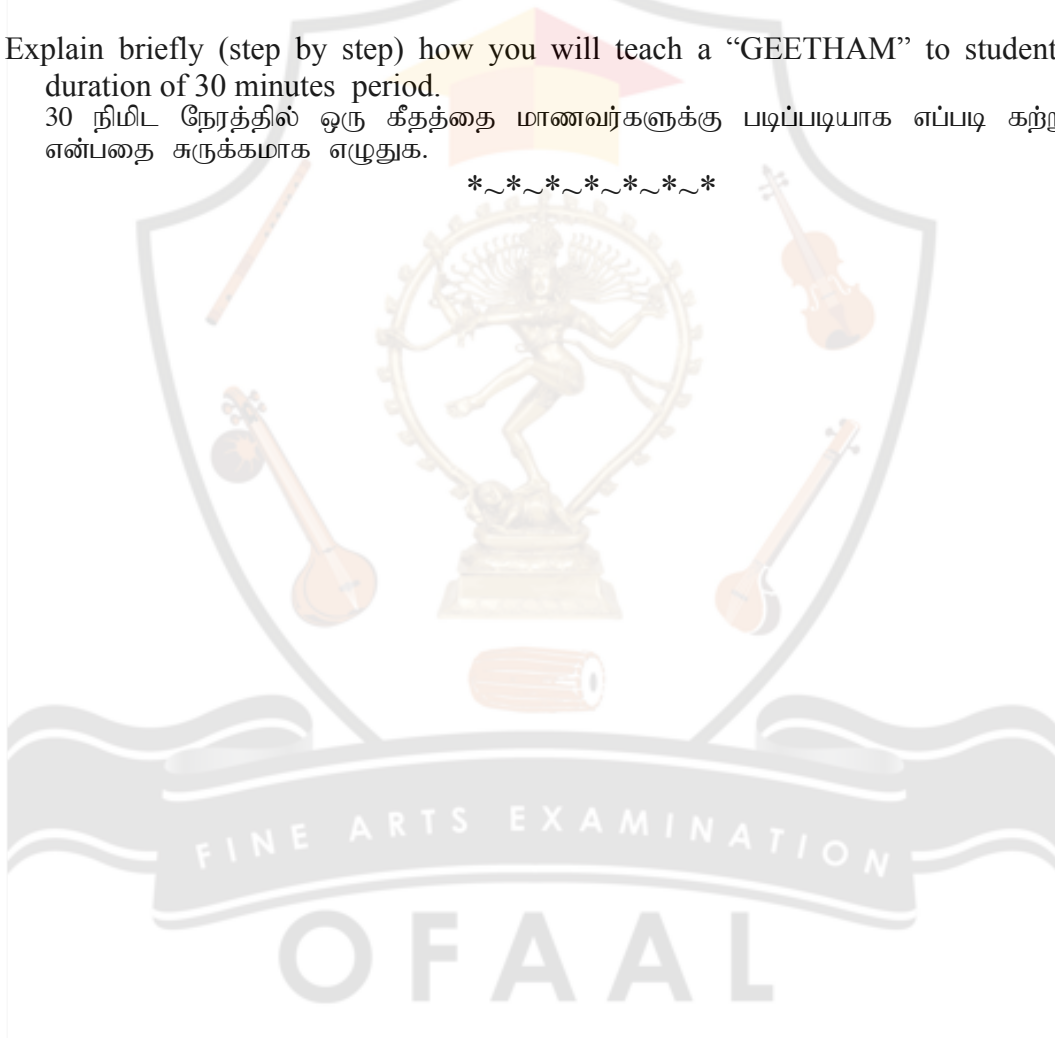 Explain briefly (step by step) how you will teach a “GEETHAM” to student
duration of 30 minutes period.
30 நிமிட நேரத்தில் ஒரு கீதத்தை மாணவர்களுக்கு படிப்படியாக எப்படி
என்பதை சுருக்கமாக எழுதுக.
*~*~*~*~*~*~*~*
FINE ARTS EXAMINATION
OFAAL